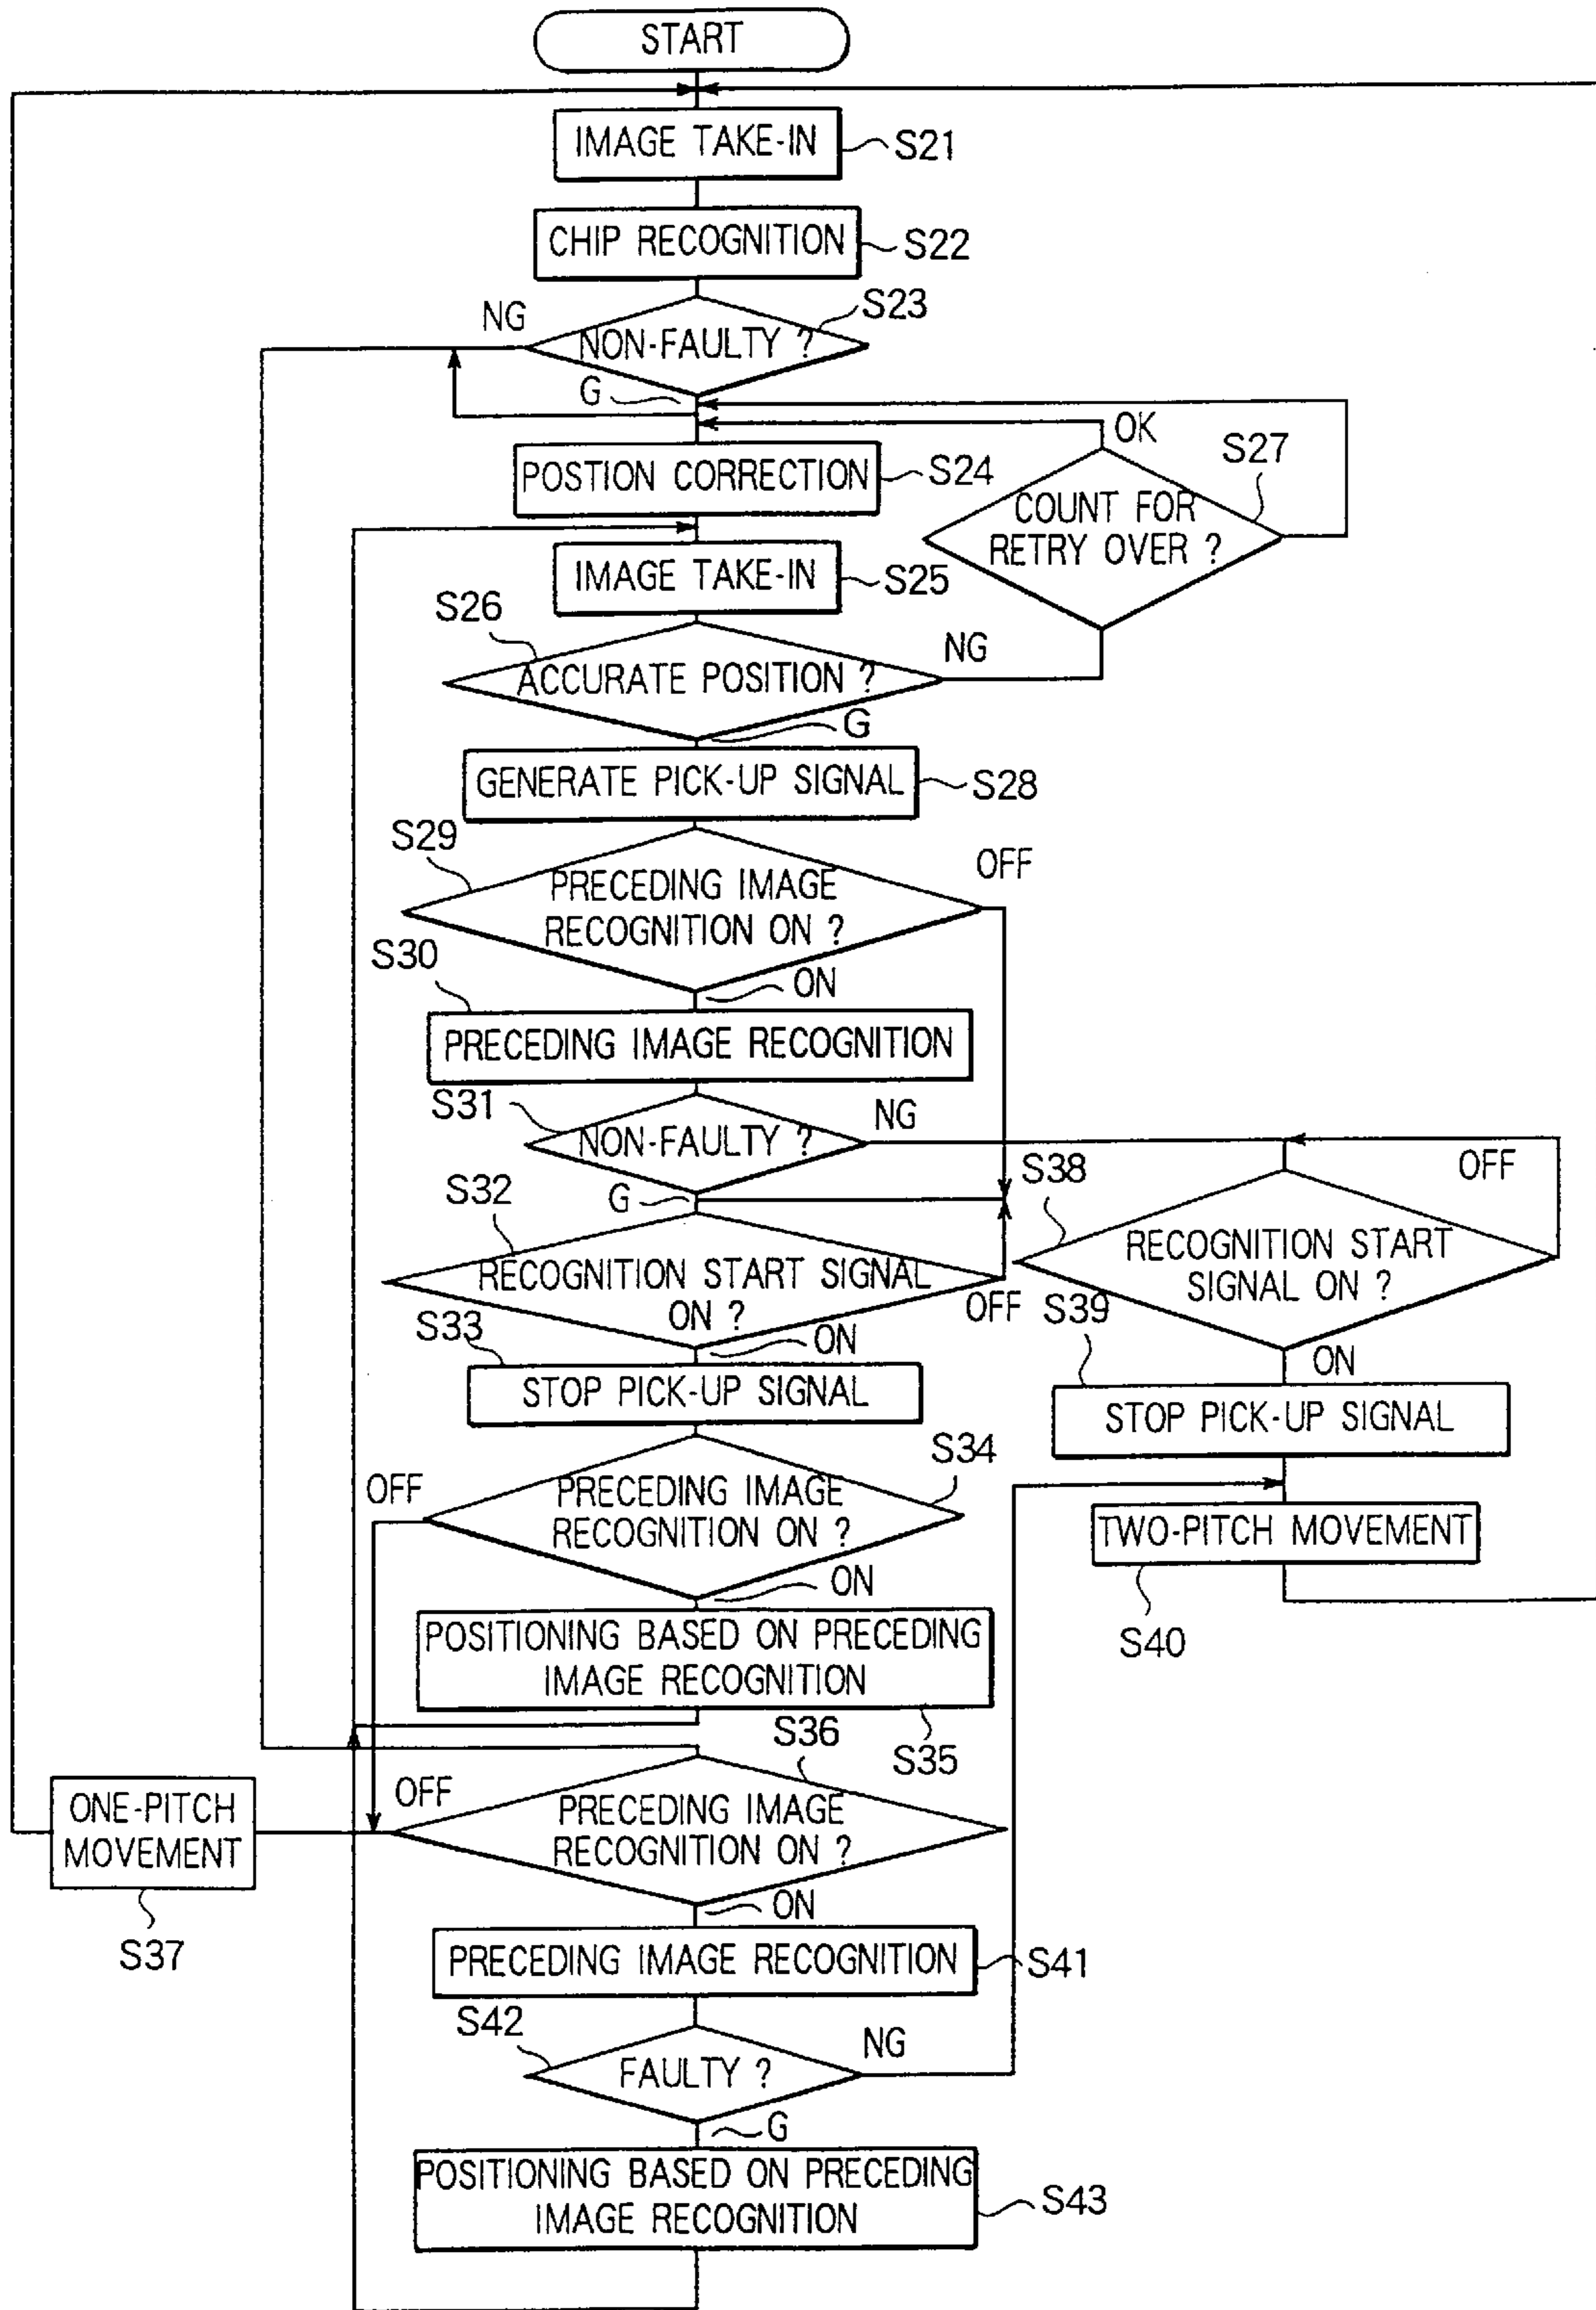 START
IMAGE TAKE-IN
S21
CHIP RECOGNITION
S22
S23
NG
NON-FAULTY ?
G
OK
S27
POSTION CORRECTION
S24
COUNT FOR
RETRY OVER ?
IMAGE TAKE-IN
S25
S26
NG
ACCURATE POSITION ?
G
GENERATE PICK-UP SIGNAL
S28
S29
OFF
PRECEDING IMAGE
RECOGNITION ON ?
S30
ON
PRECEDING IMAGE RECOGNITION
S31
NG
NON-FAULTY ?
S38
OFF
S32
G
RECOGNITION START
SIGNAL ON ?
RECOGNITION START SIGNAL
ON ?
OFF
S39
S33
ON
ON
STOP PICK-UP SIGNAL
STOP PICK-UP SIGNAL
S34
OFF
PRECEDING IMAGE
RECOGNITION ON ?
TWO-PITCH MOVEMENT
ON
S40
POSITIONING BASED ON PRECEDING
IMAGE RECOGNITION
S36
S35
OFF
ONE-PITCH
MOVEMENT
PRECEDING IMAGE
RECOGNITION ON ?
ON
S37
PRECEDING IMAGE RECOGNITION
S41
S42
NG
FAULTY ?
G
POSITIONING BASED ON PRECEDING
IMAGE RECOGNITION
S43